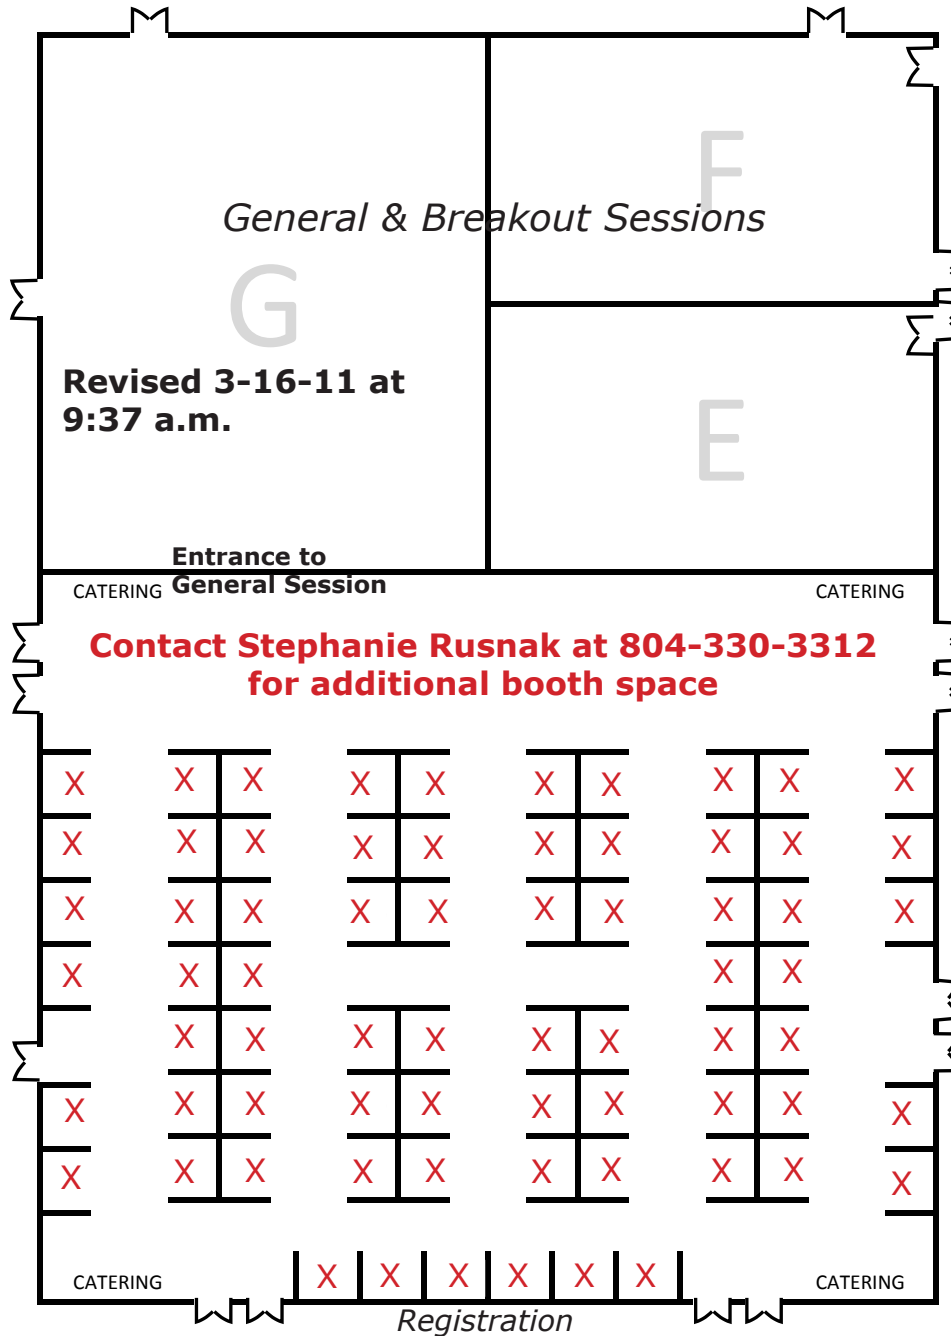 F
General & Breakout Sessions
G
Revised 3-16-11 at
9:37 a.m.
E
Entrance to
General Session
CATERING
CATERING
Contact Stephanie Rusnak at 804-330-3312
for additional booth space
X X X X X X X X X X
X X X X X X X X X X
X X X X X X X X X X
X X X X X
X X X X X X X X
X X X X X X X X X X
X X X X X X X X X X
X X X X X X
CATERING
CATERING
Registration